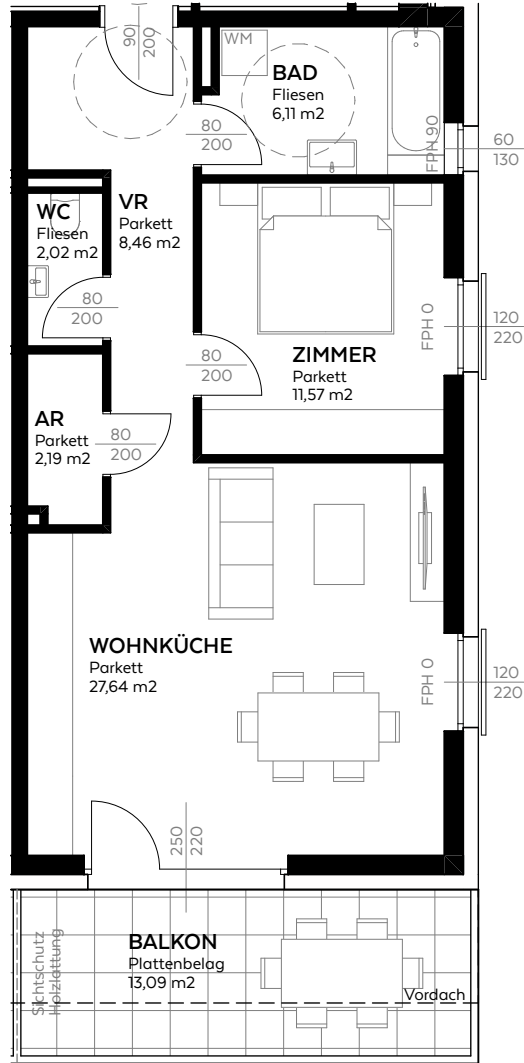 90
200
WM
BAD
Fliesen
6,11 m2
80
200
FPH 90
60
130
WC
Fliesen
2,02 m2
VR
Parkett
8,46 m2
80
200
FPH 0
120
220
80
200
ZIMMER
Parkett
11,57 m2
AR
Parkett
2,19 m2
80
200
WOHNKÜCHE
Parkett
27,64 m2
FPH 0
120
220
250
220
Sichtschutz
Holzlattung
BALKON
Plattenbelag
13,09 m2
Vordach